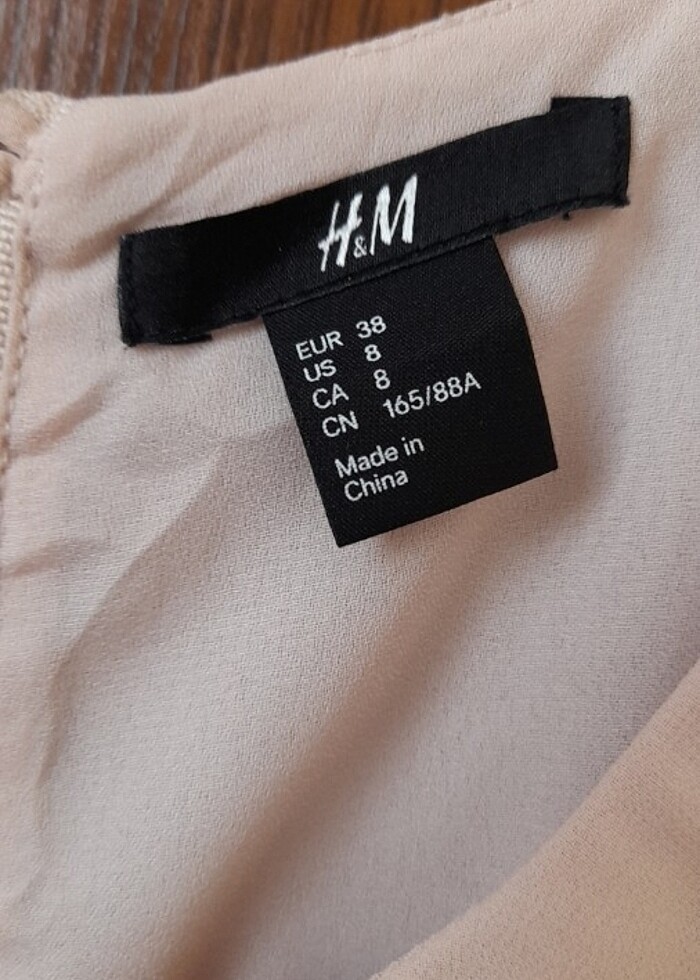 H&M
EUR 38
US 8
CA 8
CN 165/88A
Made in
China